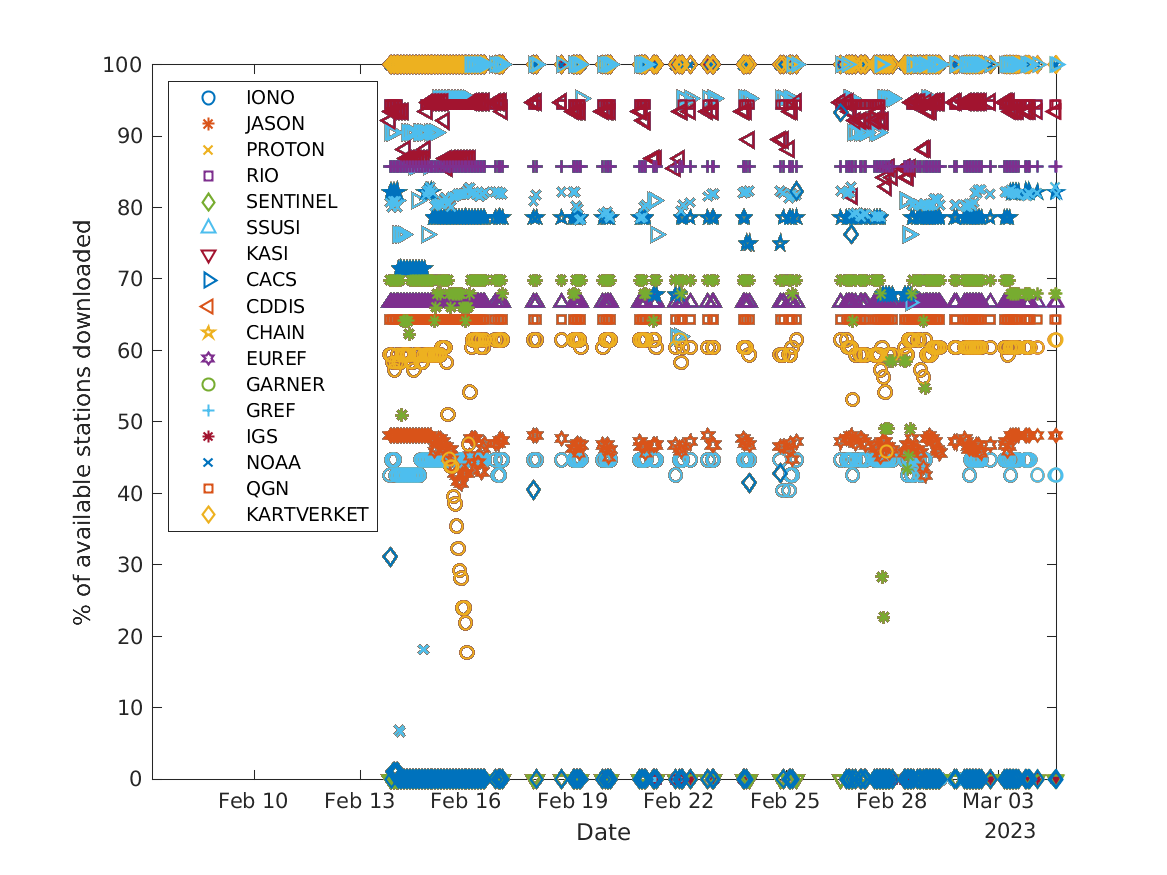 100
90
80
70
60
50
40
30
20
10
0
% of available stations downloaded
IONO
JASON
PROTON
RIO
SENTINEL
SSUSI
KASI
CACS
CDDIS
CHAIN
EUREF
GARNER
GREF
IGS
NOAA
QGN
KARTVERKET
Feb 10 Feb 13 Feb 16 Feb 19 Feb 22 Feb 25 Feb 28 Mar 03
2023
Date